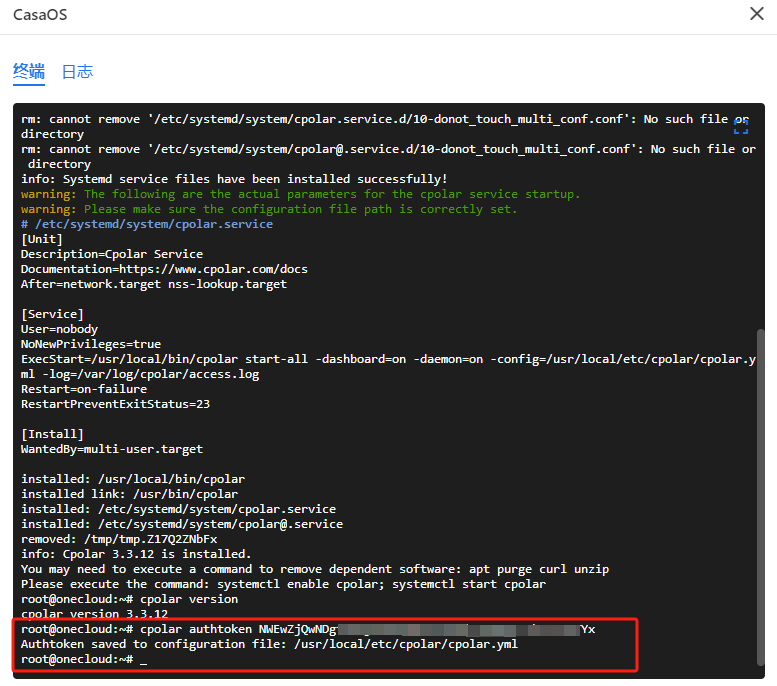 CasaOS
终端 日志
rm: cannot remove '/etc/systemd/system/cpolar.service.d/10-donot_touch_multi_conf.conf': No such file or
directory
rm: cannot remove '/etc/systemd/system/cpolar@.service.d/10-donot_touch_multi_conf.conf': No such file or
directory
info: Systemd service files have been installed successfully!
warning: The following are the actual parameters for the cpolar service startup.
warning: Please make sure the configuration file path is correctly set.
# /etc/systemd/system/cpolar.service
[Unit]
Description=Cpolar Service
Documentation=https://www.cpolar.com/docs
After=network.target nss-lookup.target
[Service]
User=nobody
NoNewPrivileges=true
ExecStart=/usr/local/bin/cpolar start-all -dashboard=on -daemon=on -config=/usr/local/etc/cpolar/cpolar.y
ml -log=/var/log/cpolar/access.log
Restart=on-failure
RestartPreventExitStatus=23
[Install]
WantedBy=multi-user.target
installed: /usr/local/bin/cpolar
installed link: /usr/bin/cpolar
installed: /etc/systemd/system/cpolar.service
installed: /etc/systemd/system/cpolar@.service
removed: /tmp/tmp.Z17Q2ZNbFx
info: Cpolar 3.3.12 is installed.
You may need to execute a command to remove dependent software: apt purge curl unzip
Please execute the command: systemctl enable cpolar; systemctl start cpolar
root@onecloud:~# cpolar version
cpolar version 3.3.12
root@onecloud:~# cpolar authtoken
Authtoken saved to configuration file: /usr/local/etc/cpolar/cpolar.yml
root@onecloud:~# _